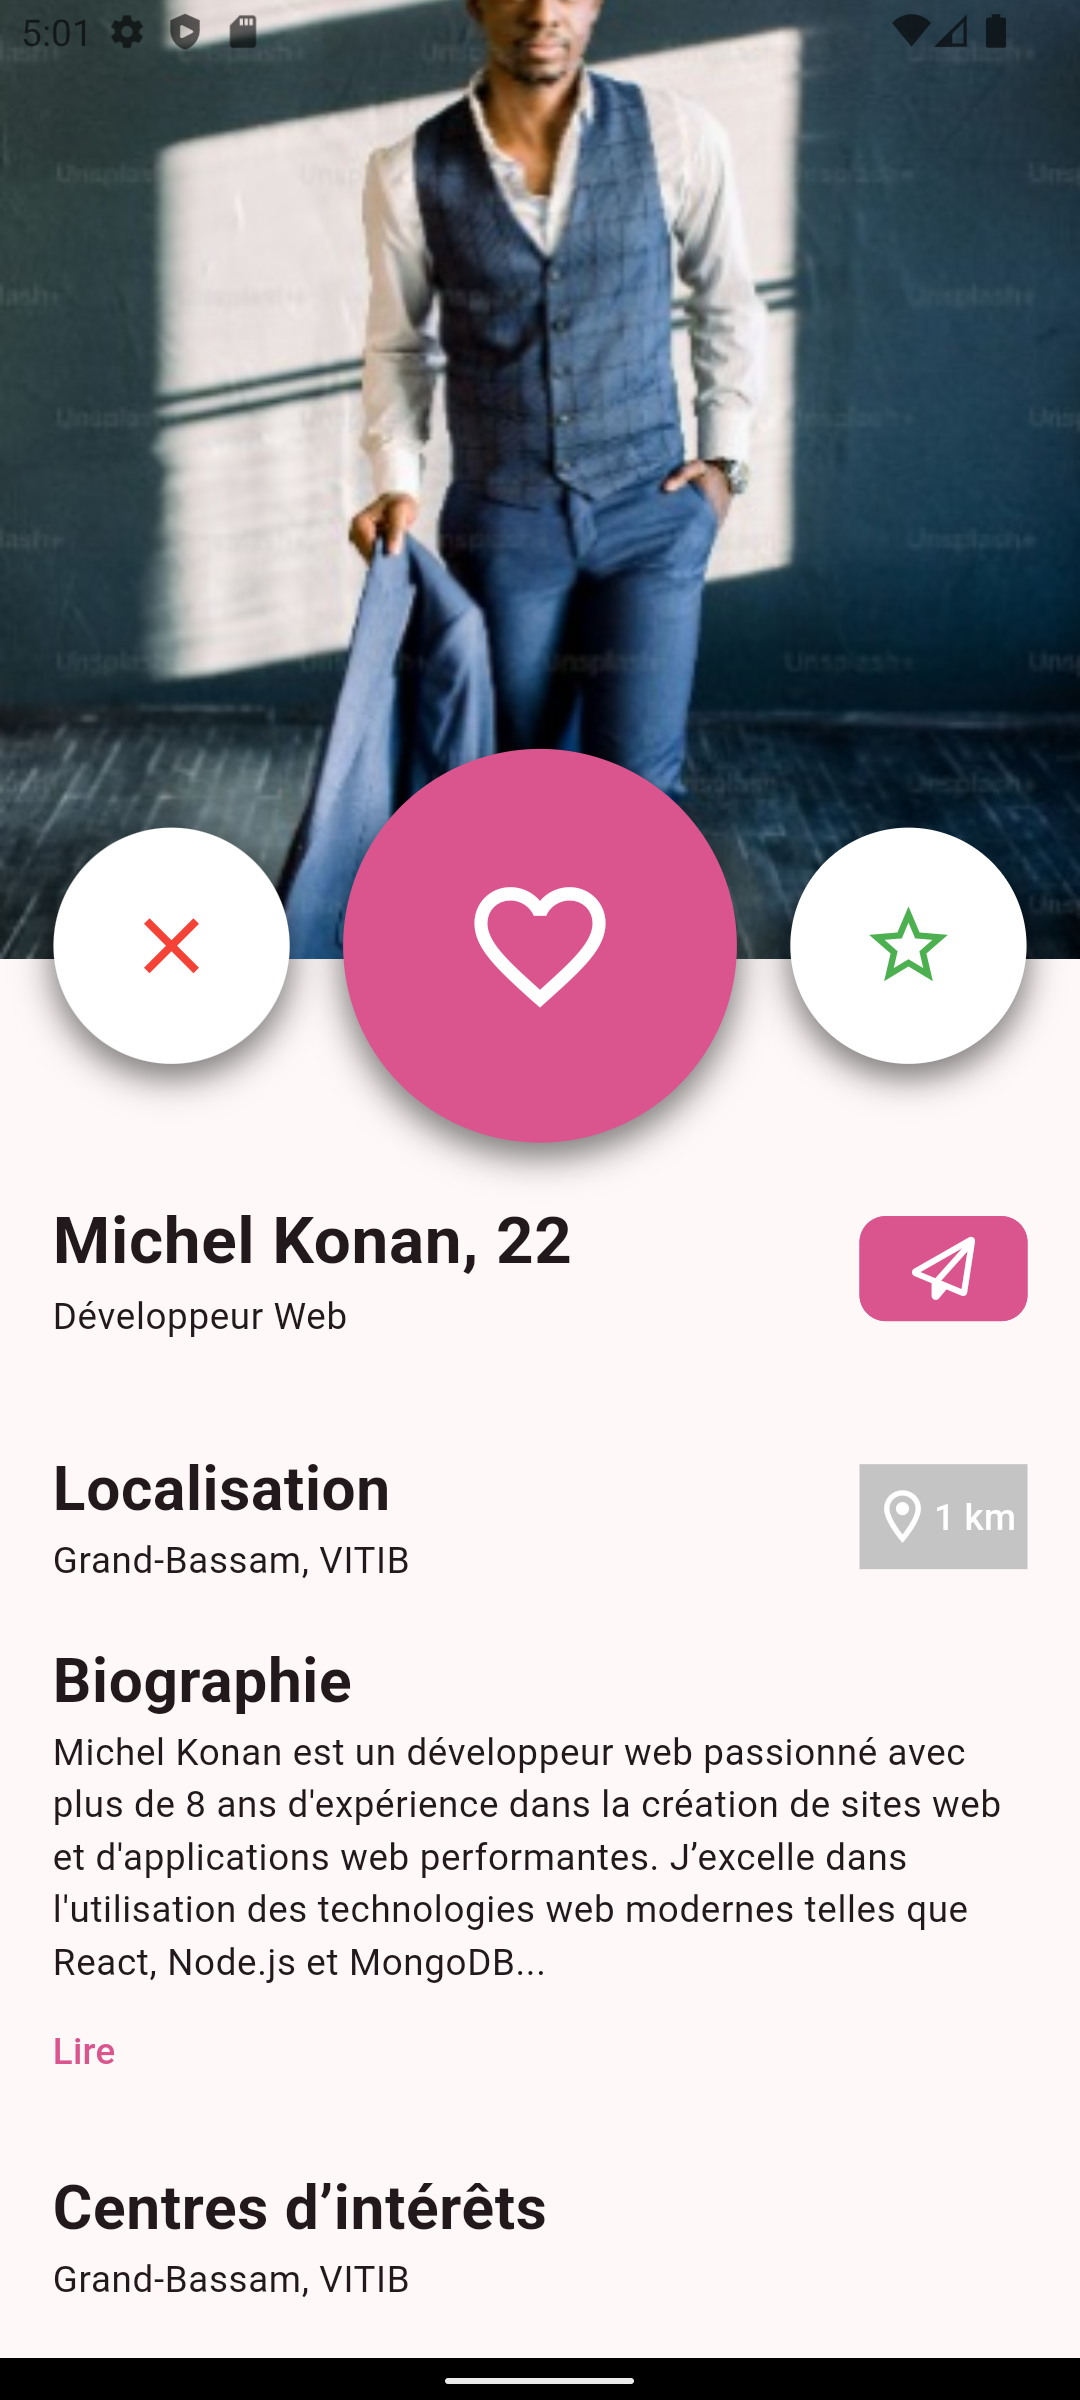 5:01
Unsplash+
Michel Konan, 22
Développeur Web
Localisation
1 km
Grand-Bassam, VITIB
Biographie
Michel Konan est un développeur web passionné avec
plus de 8 ans d'expérience dans la création de sites web
et d'applications web performantes. J’excelle dans
l'utilisation des technologies web modernes telles que
React, Node.js et MongoDB...
Lire
Centres d’intérêts
Grand-Bassam, VITIB